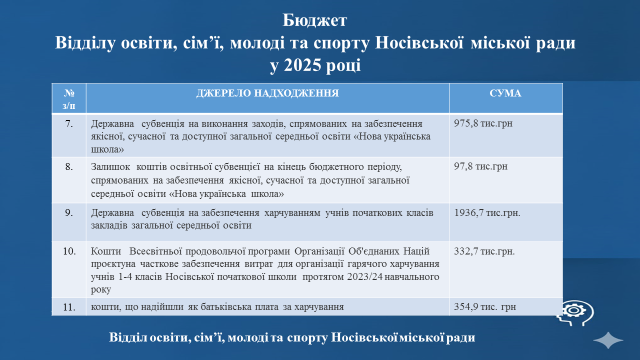 Бюджет
Відділу освіти, сім’ї, молоді та спорту Носівської міської ради
у 2025 році
№ з/п ДЖЕРЕЛО НАДХОДЖЕННЯ СУМА
7. Державна субвенція на виконання заходів, спрямованих на забезпечення 975,8 тис.грн
якісної, сучасної та доступної загальної середньої освіти «Нова українська
школа»
8. Залишок коштів освітньої субвенцієї на кінець бюджетного періоду, 97,8 тис.грн
спрямованих на забезпечення якісної, сучасної та доступної загальної
середньої освіти «Нова українська школа»
9. Державна субвенція на забезпечення харчуванням учнів початкових класів 1936,7 тис.грн.
закладів загальної середньої освіти
10. Кошти Всесвітньої продовольчої програми Організації Об'єднаних Націй 332,7 тис.грн.
проєктуна часткове забезпечення витрат для організації гарячого харчування
учнів 1-4 класів Носівської початкової школи протягом 2023/24 навчального
року
11. кошти, що надійшли як батьківська плата за харчування 354,9 тис. грн
Відділ освіти, сім’ї, молоді та спорту Носівської міської ради